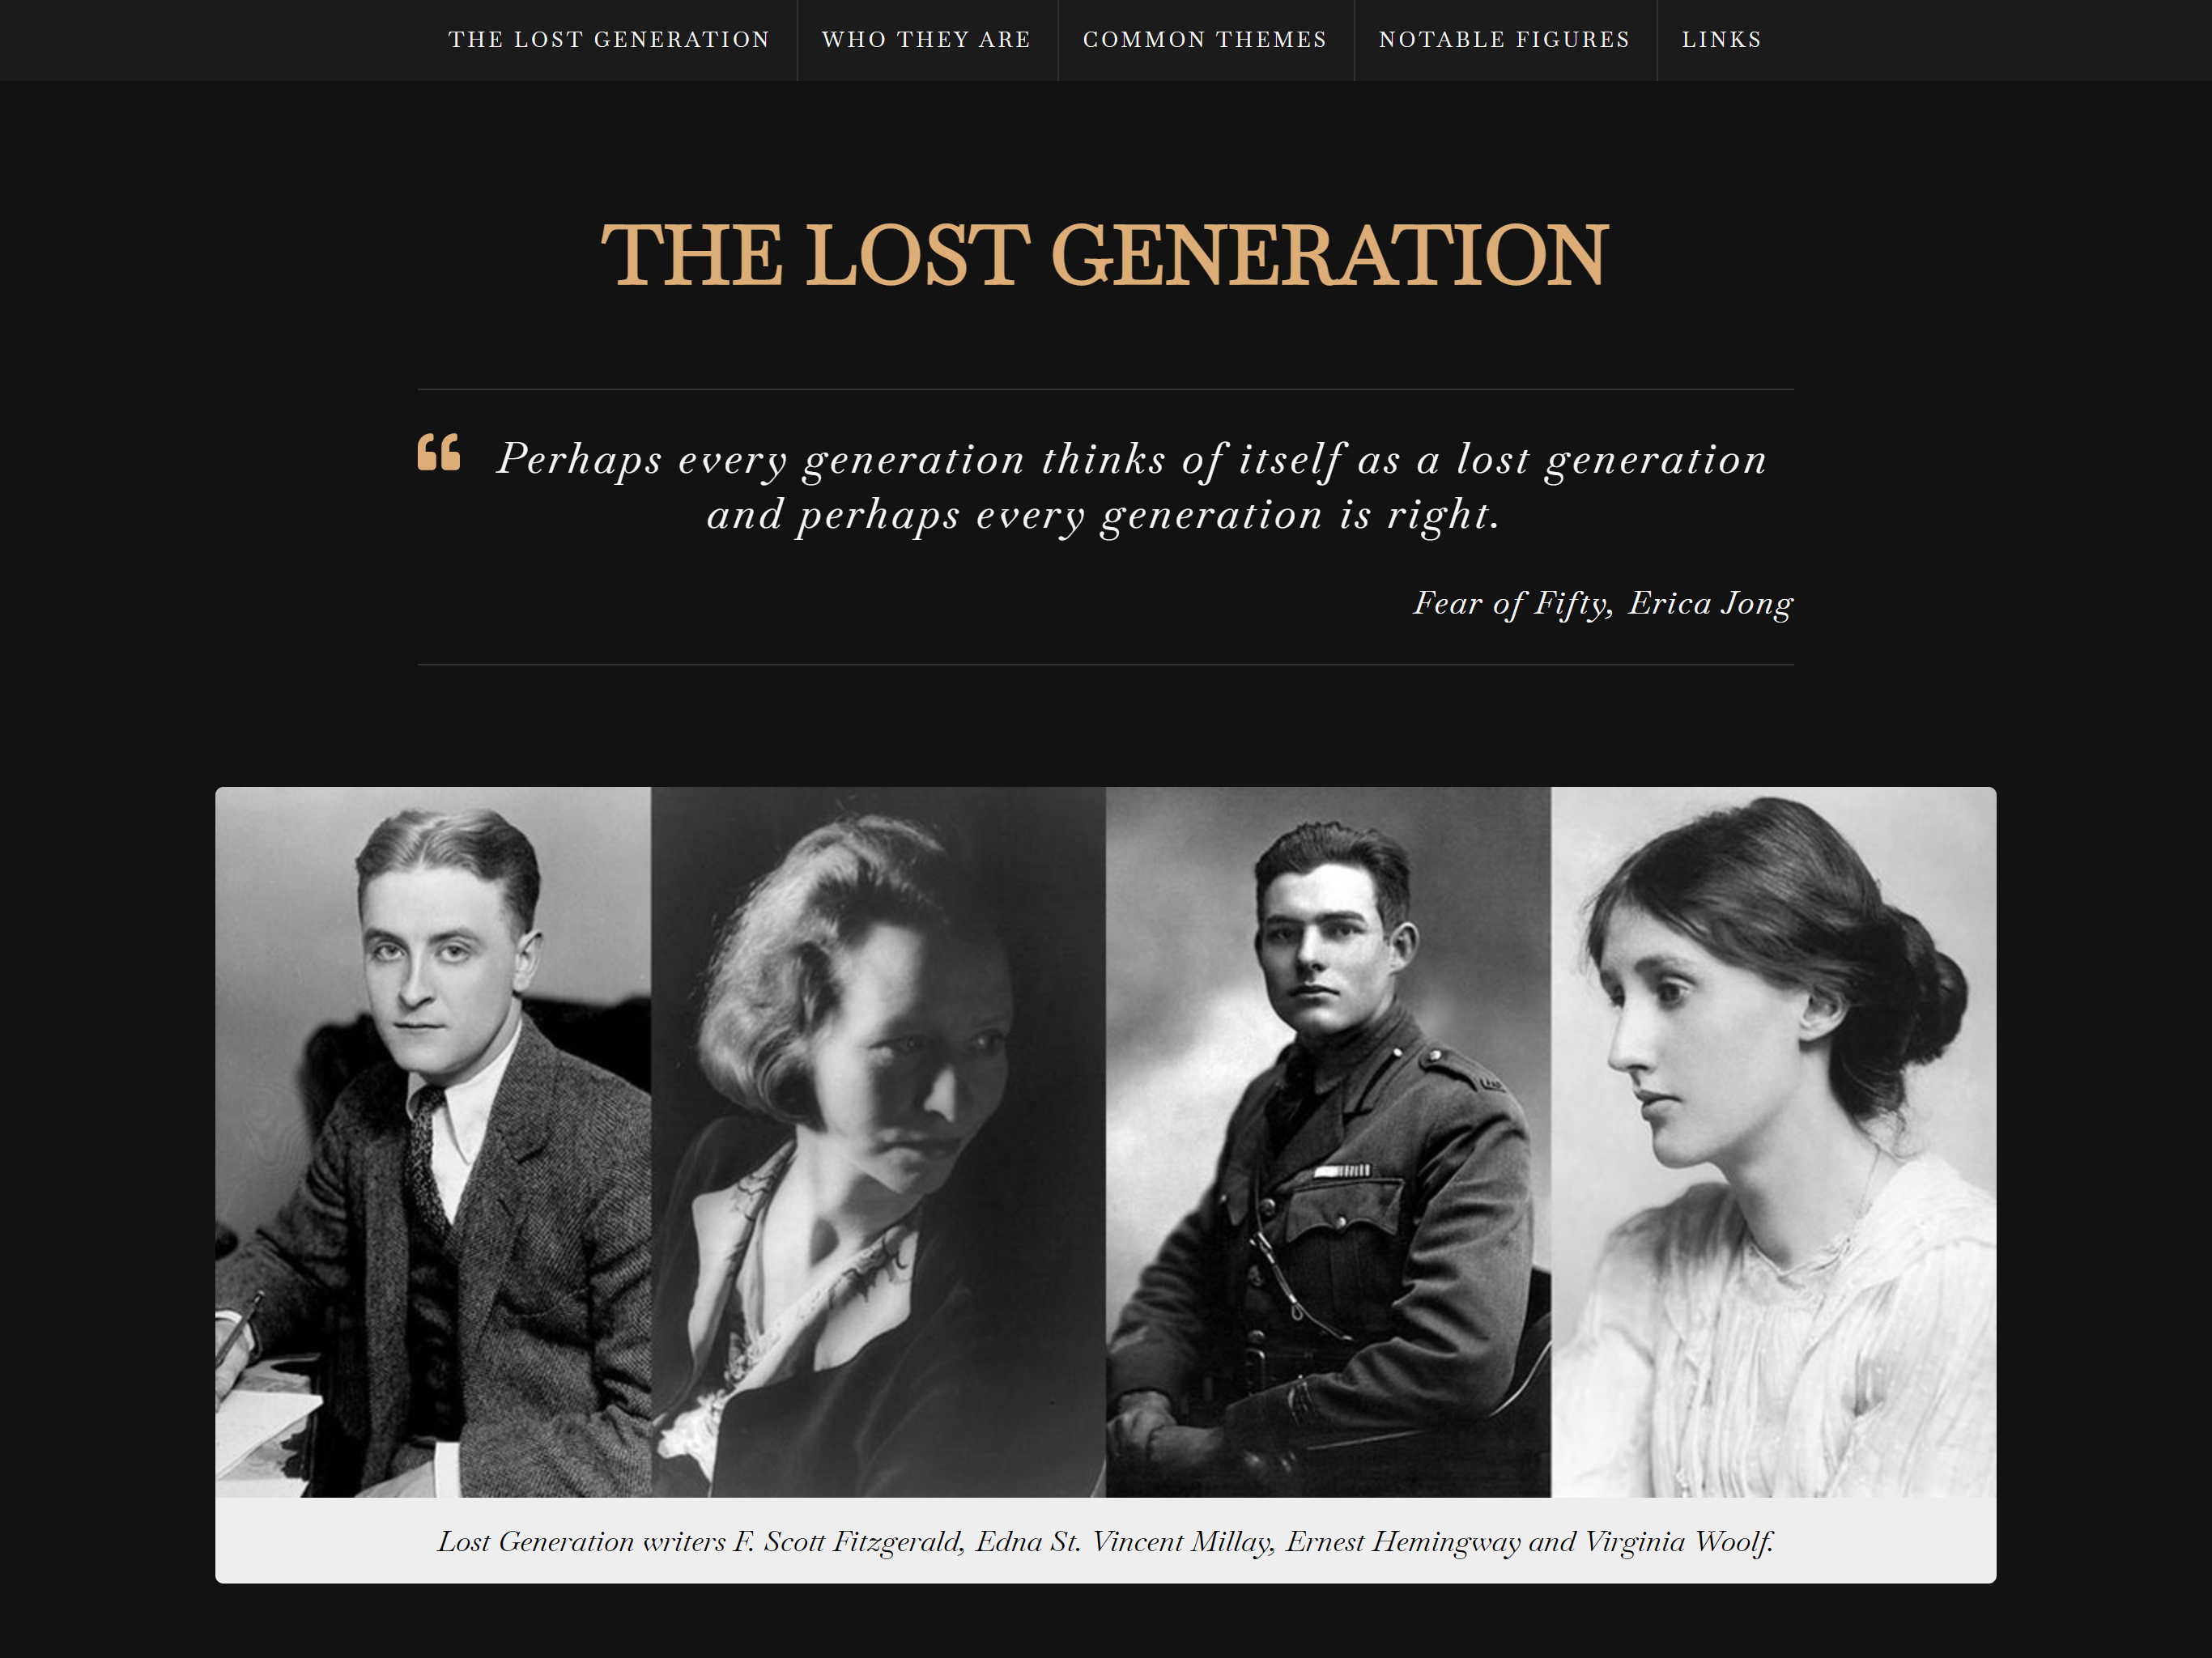 THE LOST GENERATION
WHO THEY ARE
COMMON THEMES
NOTABLE FIGURES
LINKS
THE LOST GENERATION
“ Perhaps every generation thinks of itself as a lost generation
and perhaps every generation is right.
Fear of Fifty, Erica Jong
Lost Generation writers F. Scott Fitzgerald, Edna St. Vincent Millay, Ernest Hemingway and Virginia Woolf.